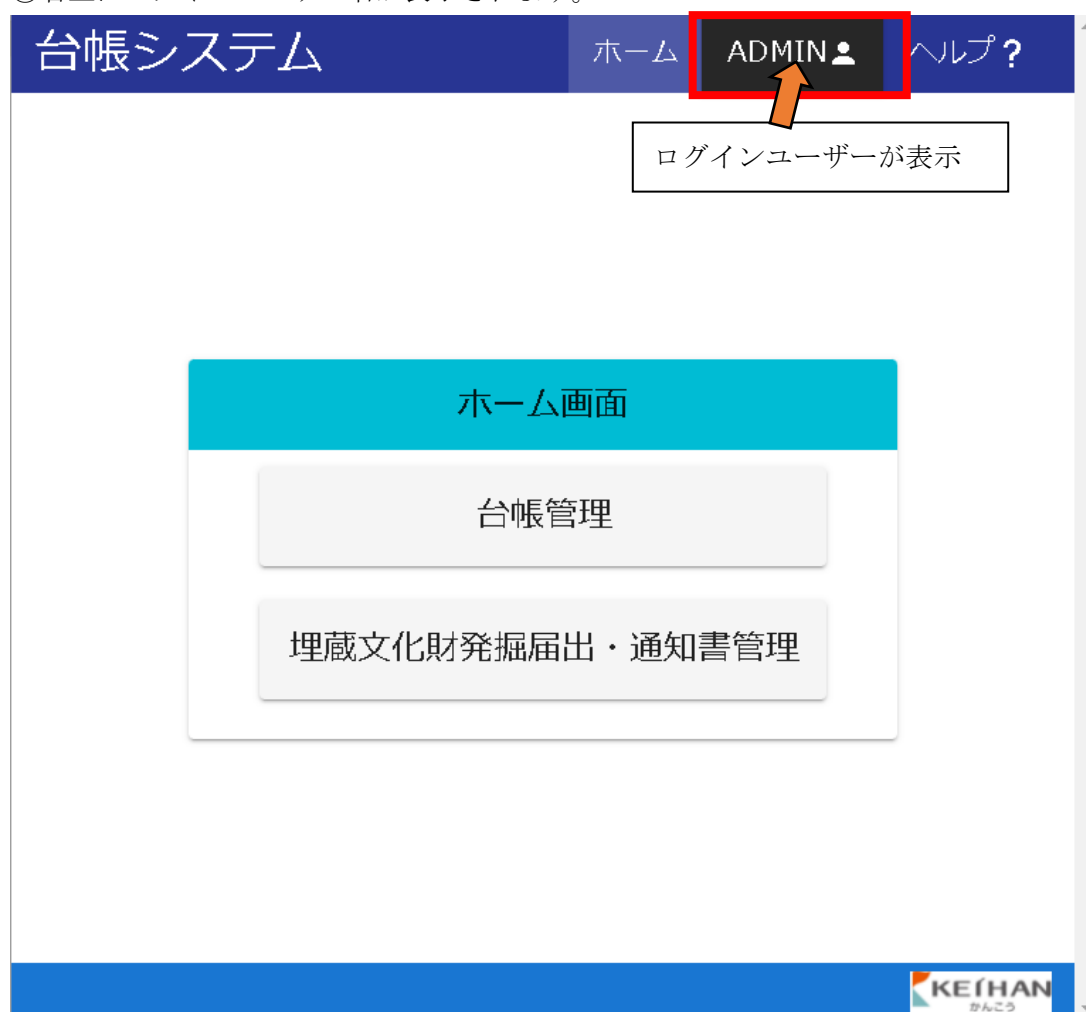 台帳システム ホーム ADMIN ヘルプ?
ログインユーザーが表示
ホーム画面
台帳管理
埋蔵文化財発掘届出・通知書管理
KEIHAN
かんこう